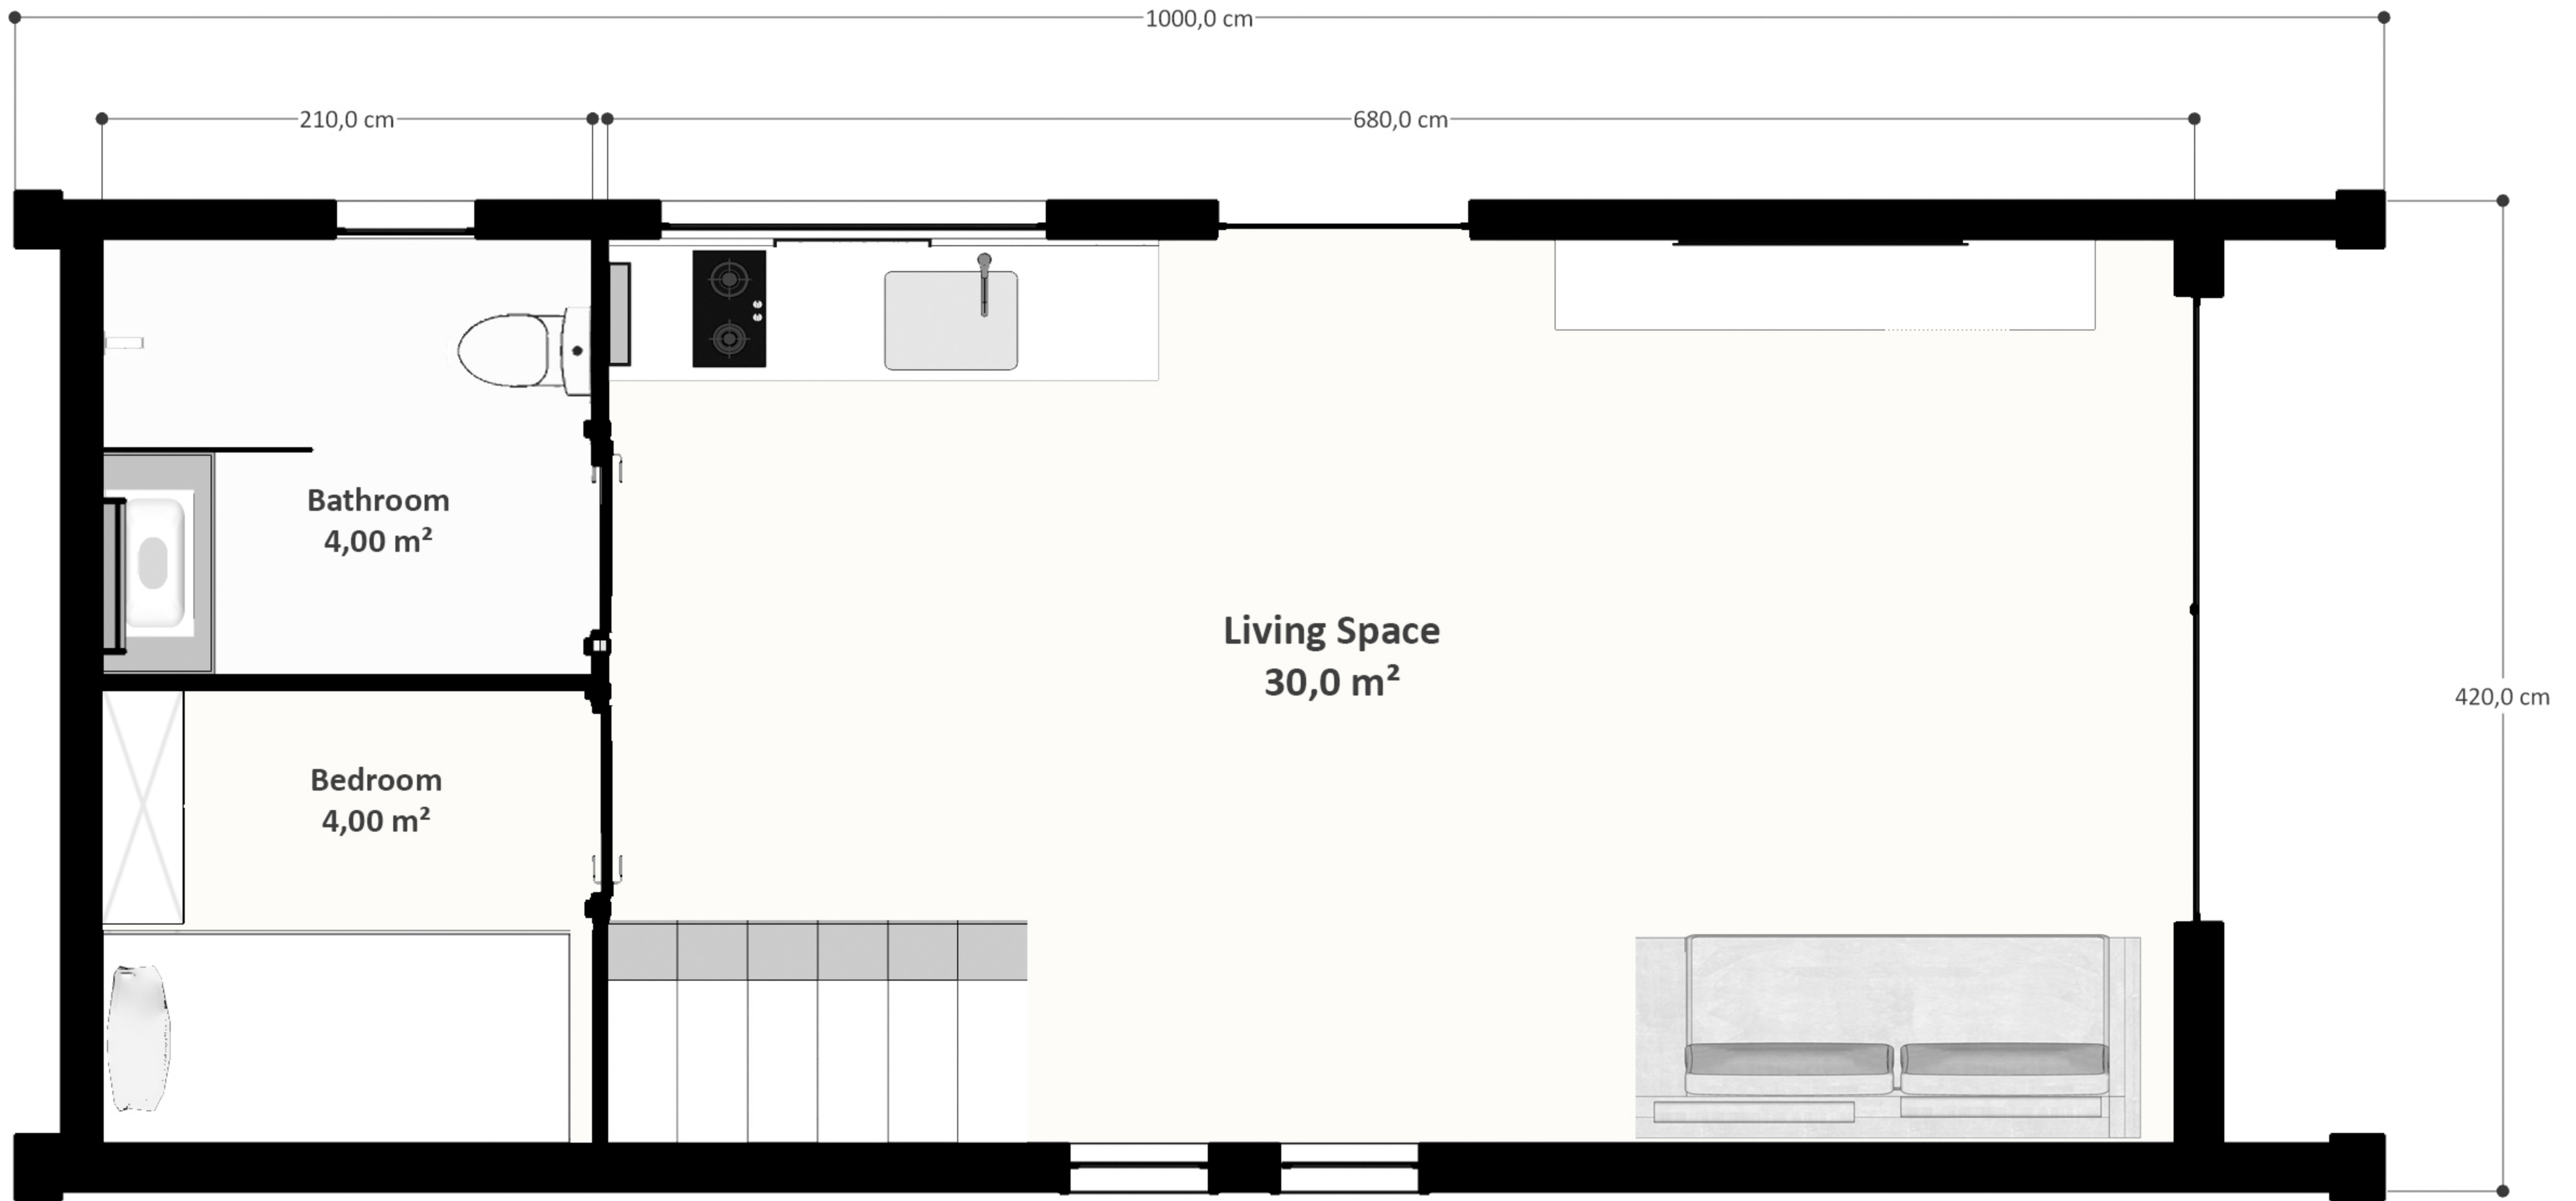 1000,0 cm
210,0 cm
680,0 cm
Bathroom
4,00 m²
Living Space
30,0 m²
420,0 cm
Bedroom
4,00 m²